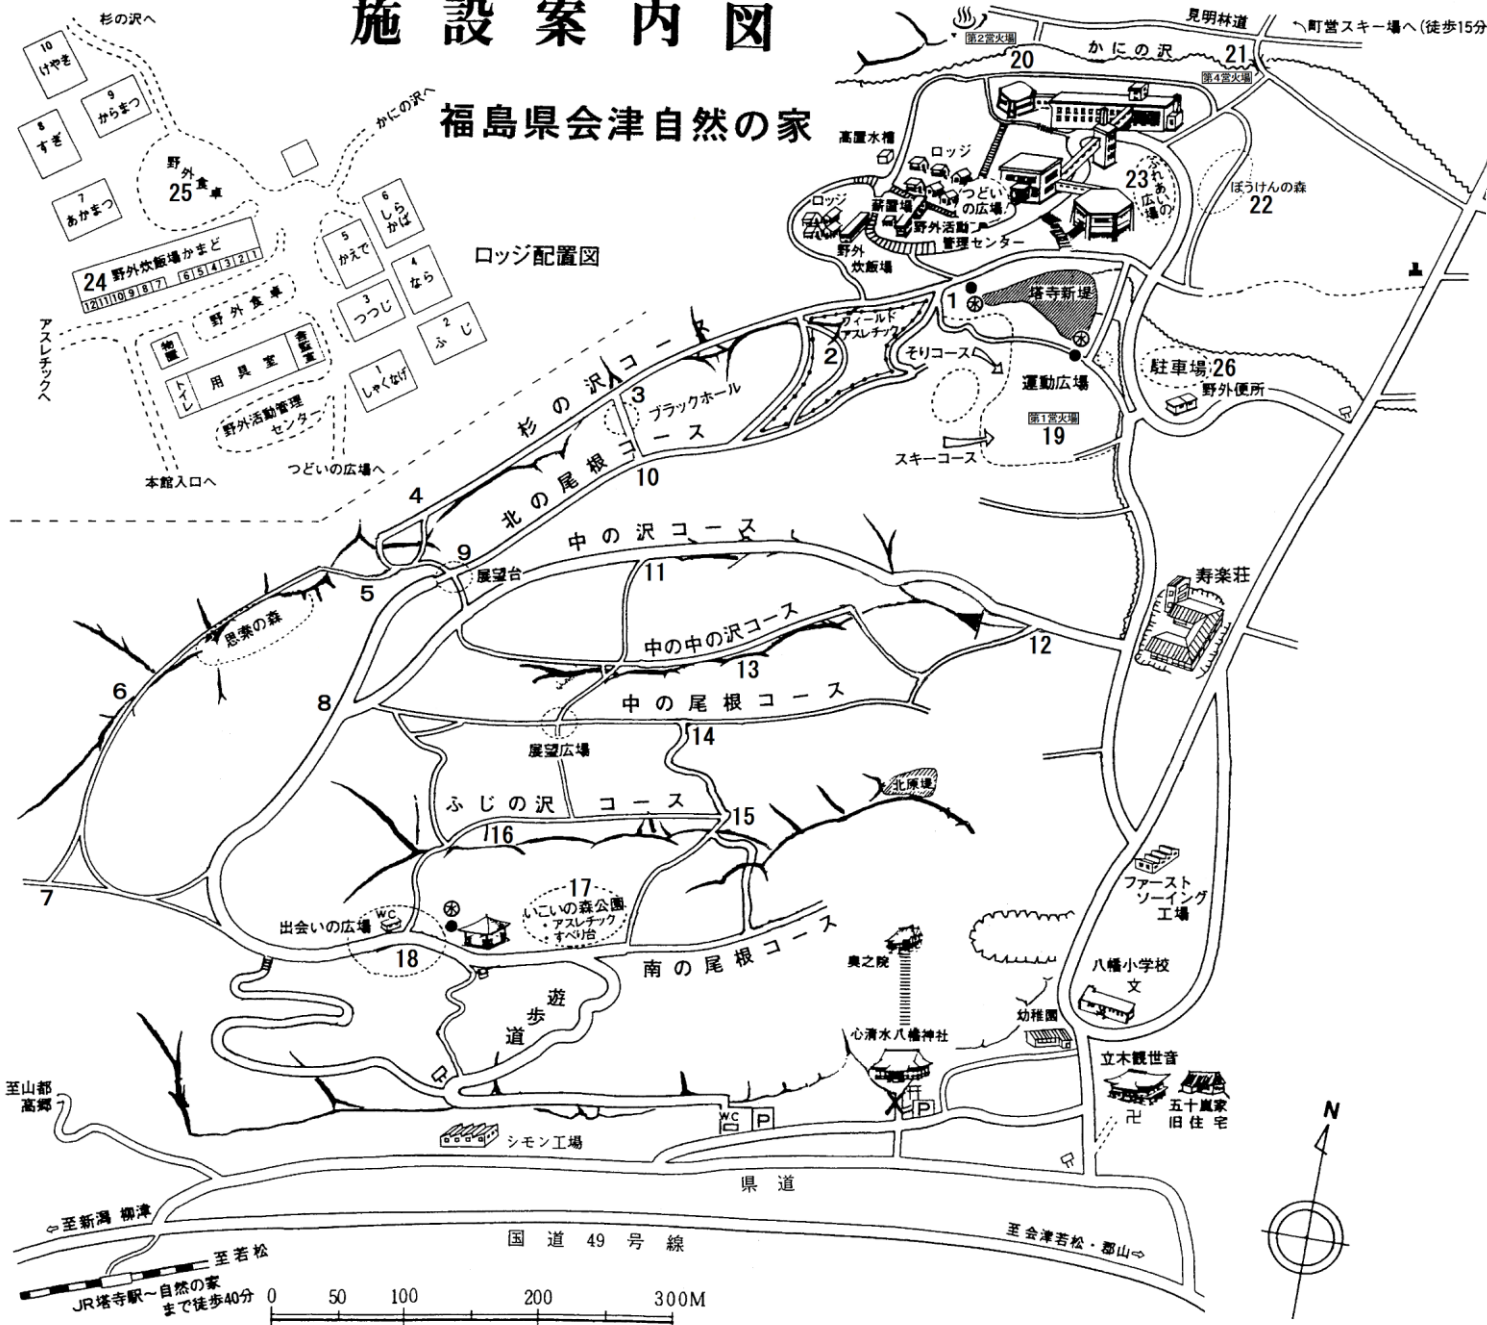 施設案内図
福島県会津自然の家
ロッジ配置図
杉の沢へ
10
けやき
9
からまつ
8
すぎ
7
あかまつ
野外食卓
25
かにの沢へ
6
しらかば
5
かえで
4
なら
3
つつじ
2
ふじ
1
しゃくなげ
24 野外炊飯場かまど
12 11 10 9 8 7 6 5 4 3 2 1
野外食卓
物置
トイレ
用具室
野外活動管理
センター
アスレチックへ
本館入口へ
つどいの広場へ
第2営火場
見明林道
町営スキー場へ(徒歩15分
かにの沢
20
21
第4営火場
高置水槽
ロッジ
つどい
の広場
ロッジ
薪置場
野外活動
管理センター
野外
炊飯場
23
ふれあいの広場
ぼうけんの森
22
1
塔寺新堤
フィールド
アスレチック
2
そりコース
運動広場
第1営火場
19
スキーコース
駐車場 26
野外便所
杉の沢コース
3
ブラックホール
北の尾根コース
10
4
9
展望台
5
中の沢コース
11
12
思索の森
6
8
中の中の沢コース
13
中の尾根コース
14
展望広場
寿楽荘
北原堤
ふじの沢コース
15
16
7
17
いこいの森公園
・アスレチック
・すべり台
出会いの広場
WC
18
南の尾根コース
遊歩道
ファースト
ソーイング
工場
奥之院
八幡小学校
文
幼稚園
心清水八幡神社
立木観世音
五十嵐家
旧住宅
至山都
高郷
シモン工場
WC
P
P
県道
至新潟 柳津
国道49号線
至会津若松・郡山
至若松
JR塔寺駅～自然の家
まで徒歩40分
0 50 100 200 300M
N